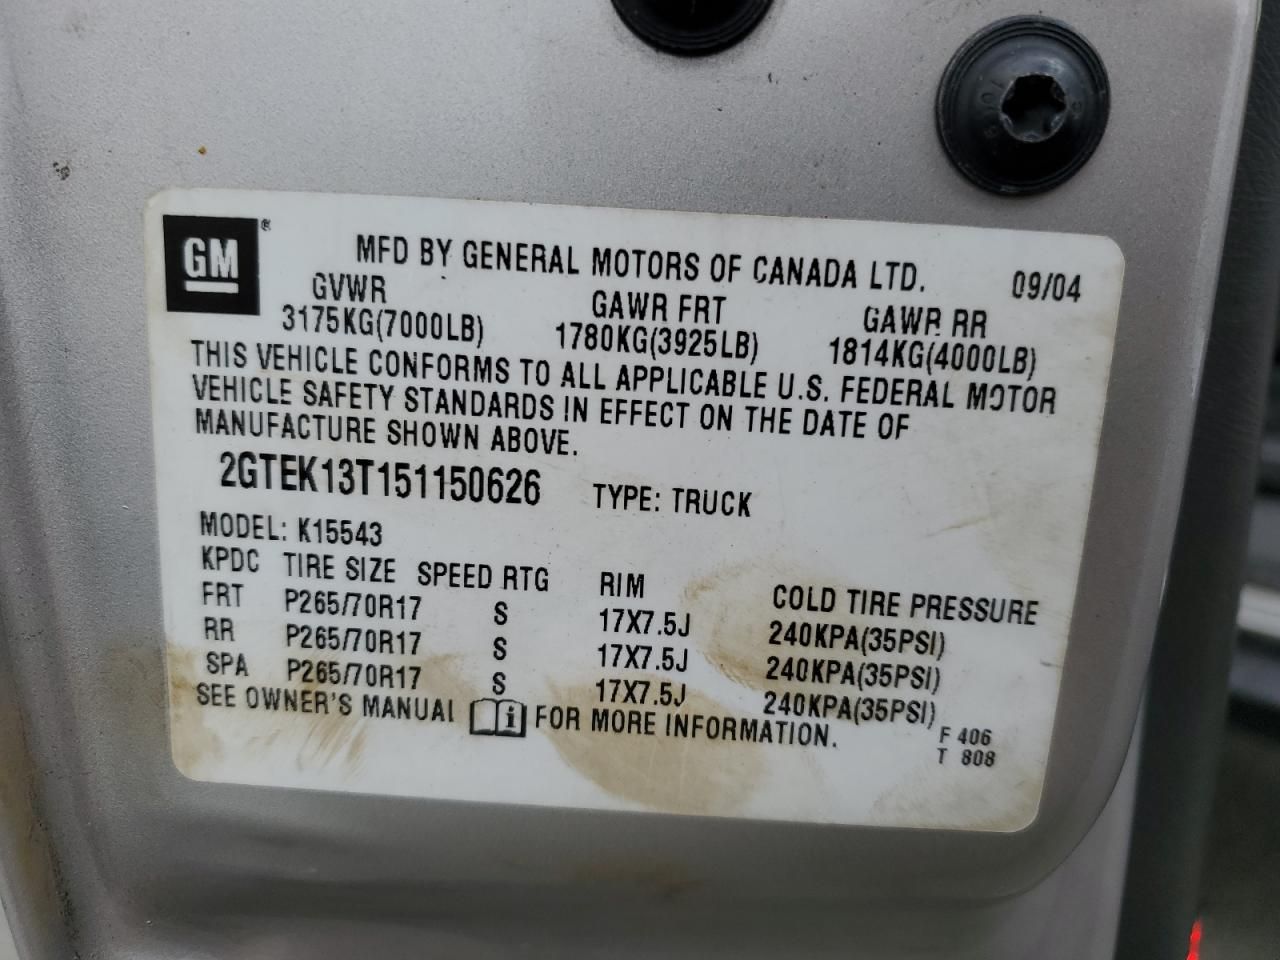 GM ®
MFD BY GENERAL MOTORS OF CANADA LTD. 09/04
GVWR GAWR FRT GAWR RR
3175KG(7000LB) 1780KG(3925LB) 1814KG(4000LB)
THIS VEHICLE CONFORMS TO ALL APPLICABLE U.S. FEDERAL MOTOR
VEHICLE SAFETY STANDARDS IN EFFECT ON THE DATE OF
MANUFACTURE SHOWN ABOVE.
2GTEK13T151150626 TYPE: TRUCK
MODEL: K15543
KPDC TIRE SIZE SPEED RTG RIM COLD TIRE PRESSURE
FRT P265/70R17 S 17X7.5J 240KPA(35PSI)
RR P265/70R17 S 17X7.5J 240KPA(35PSI)
SPA P265/70R17 S 17X7.5J 240KPA(35PSI)
SEE OWNER'S MANUAL i FOR MORE INFORMATION.
F 406
T 808